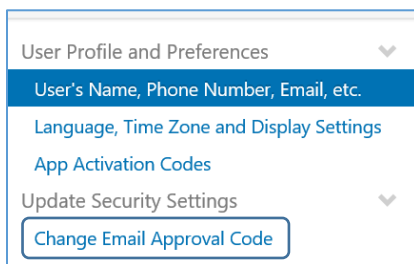 User Profile and Preferences
User's Name, Phone Number, Email, etc.
Language, Time Zone and Display Settings
App Activation Codes
Update Security Settings
Change Email Approval Code